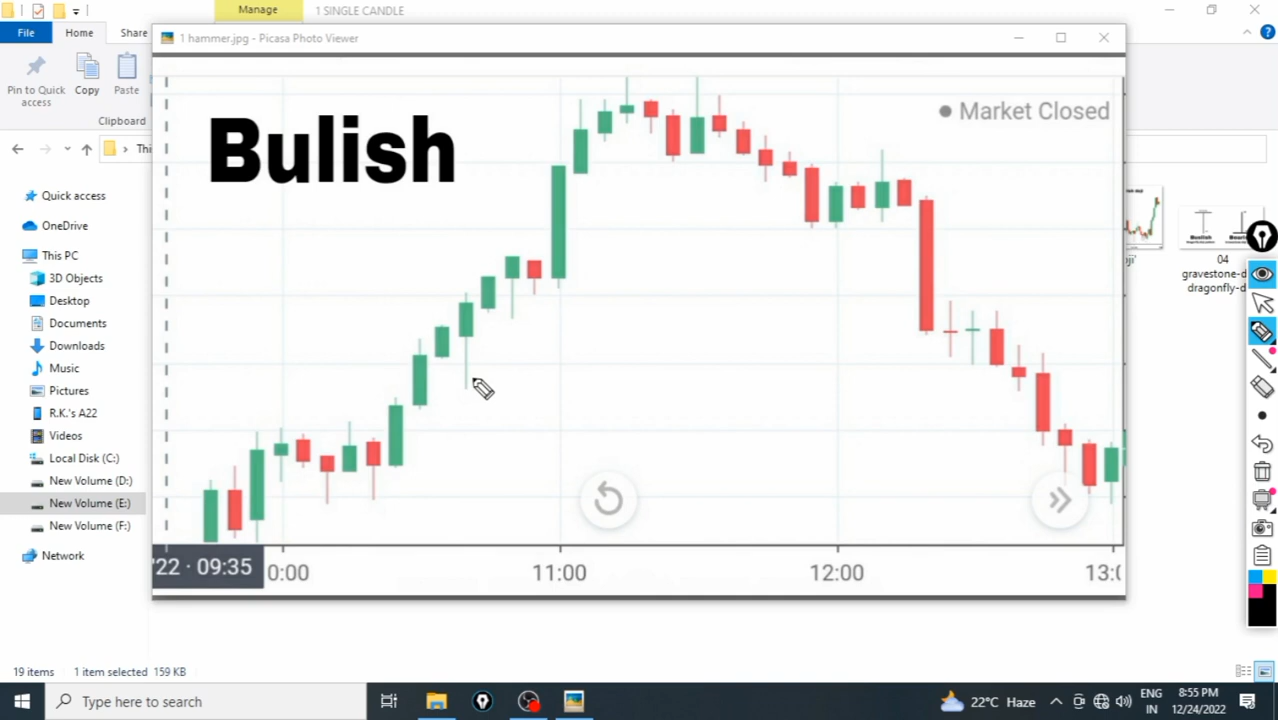 Manage
1 SINGLE CANDLE
File
Home
Share
1 hammer.jpg - Picasa Photo Viewer
Pin to Quick
access
Copy
Paste
Clipboard
Bulish
Market Closed
Quick access
OneDrive
This PC
3D Objects
Desktop
Documents
Downloads
Music
Pictures
R.K.'s A22
Videos
Local Disk (C:)
New Volume (D:)
New Volume (E:)
New Volume (F:)
Network
04
gravestone-d
dragonfly-d
'22 · 09:35
0:00
11:00
12:00
13:0
19 items
1 item selected
159 KB
Type here to search
22°C Haze
ENG
IN
8:55 PM
12/24/2022